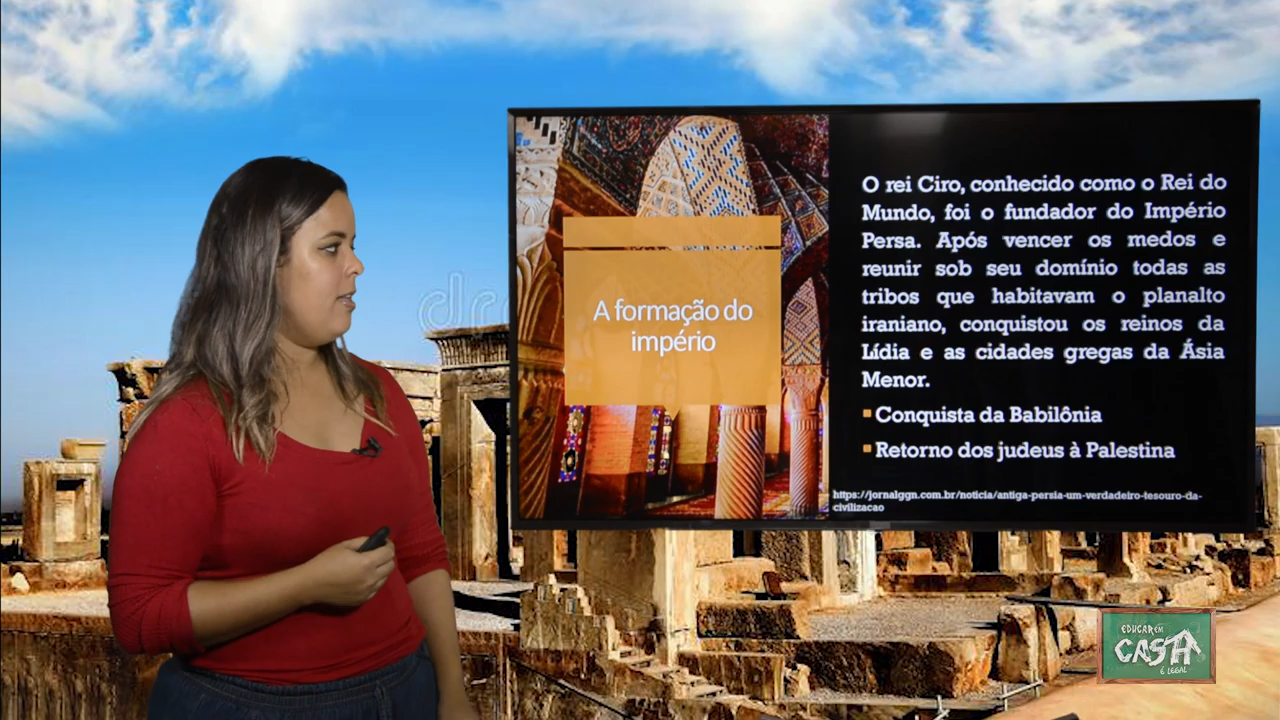 A formação do
império
O rei Ciro, conhecido como o Rei do
Mundo, foi o fundador do Império
Persa. Após vencer os medos e
reunir sob seu domínio todas as
tribos que habitavam o planalto
iraniano, conquistou os reinos da
Lídia e as cidades gregas da Ásia
Menor.
Conquista da Babilônia
Retorno dos judeus à Palestina
https://jornalggn.com.br/noticia/antiga-persia-um-verdadeiro-tesouro-da-
civilizacao
EDUCAR EM
CASA
É LEGAL